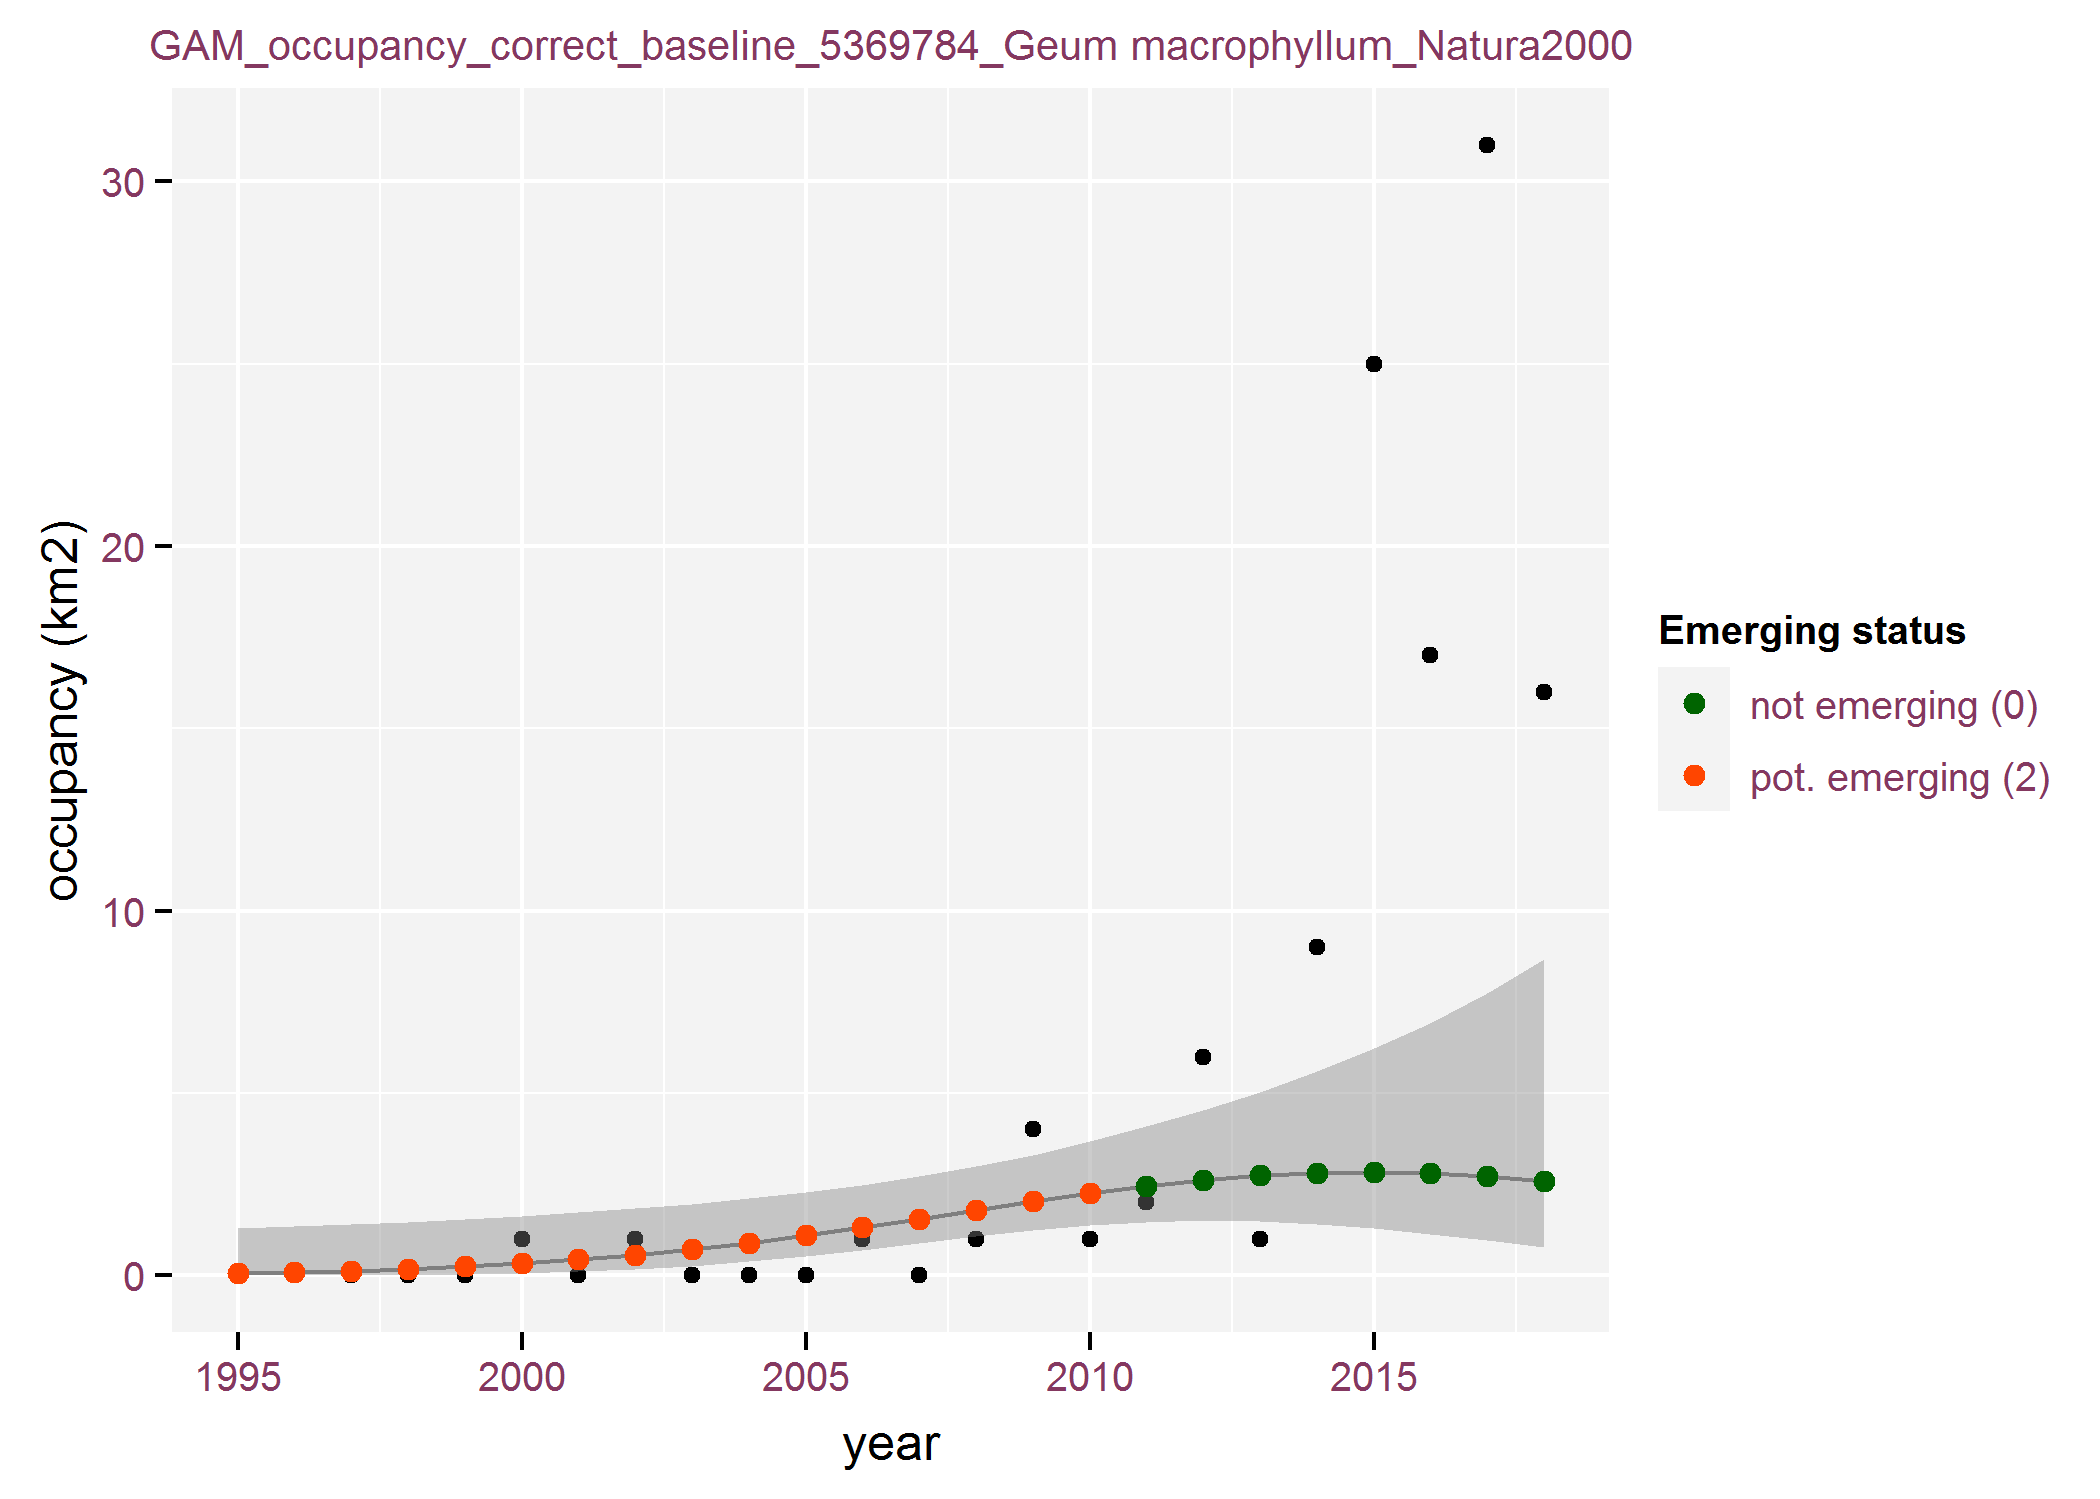 GAM_occupancy_correct_baseline_5369784_Geum macrophyllum_Natura2000
30
20
10
0
occupancy (km2)
1995 2000 2005 2010 2015
year
Emerging status
not emerging (0)
pot. emerging (2)